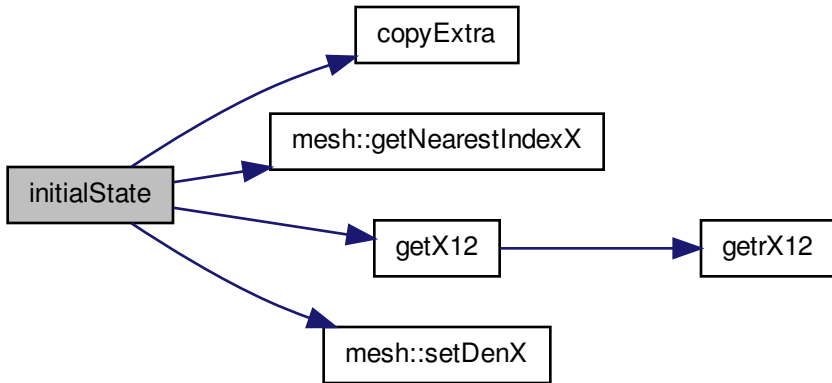 copyExtra
mesh::getNearestIndexX
initialState
getX12
getrX12
mesh::setDenX